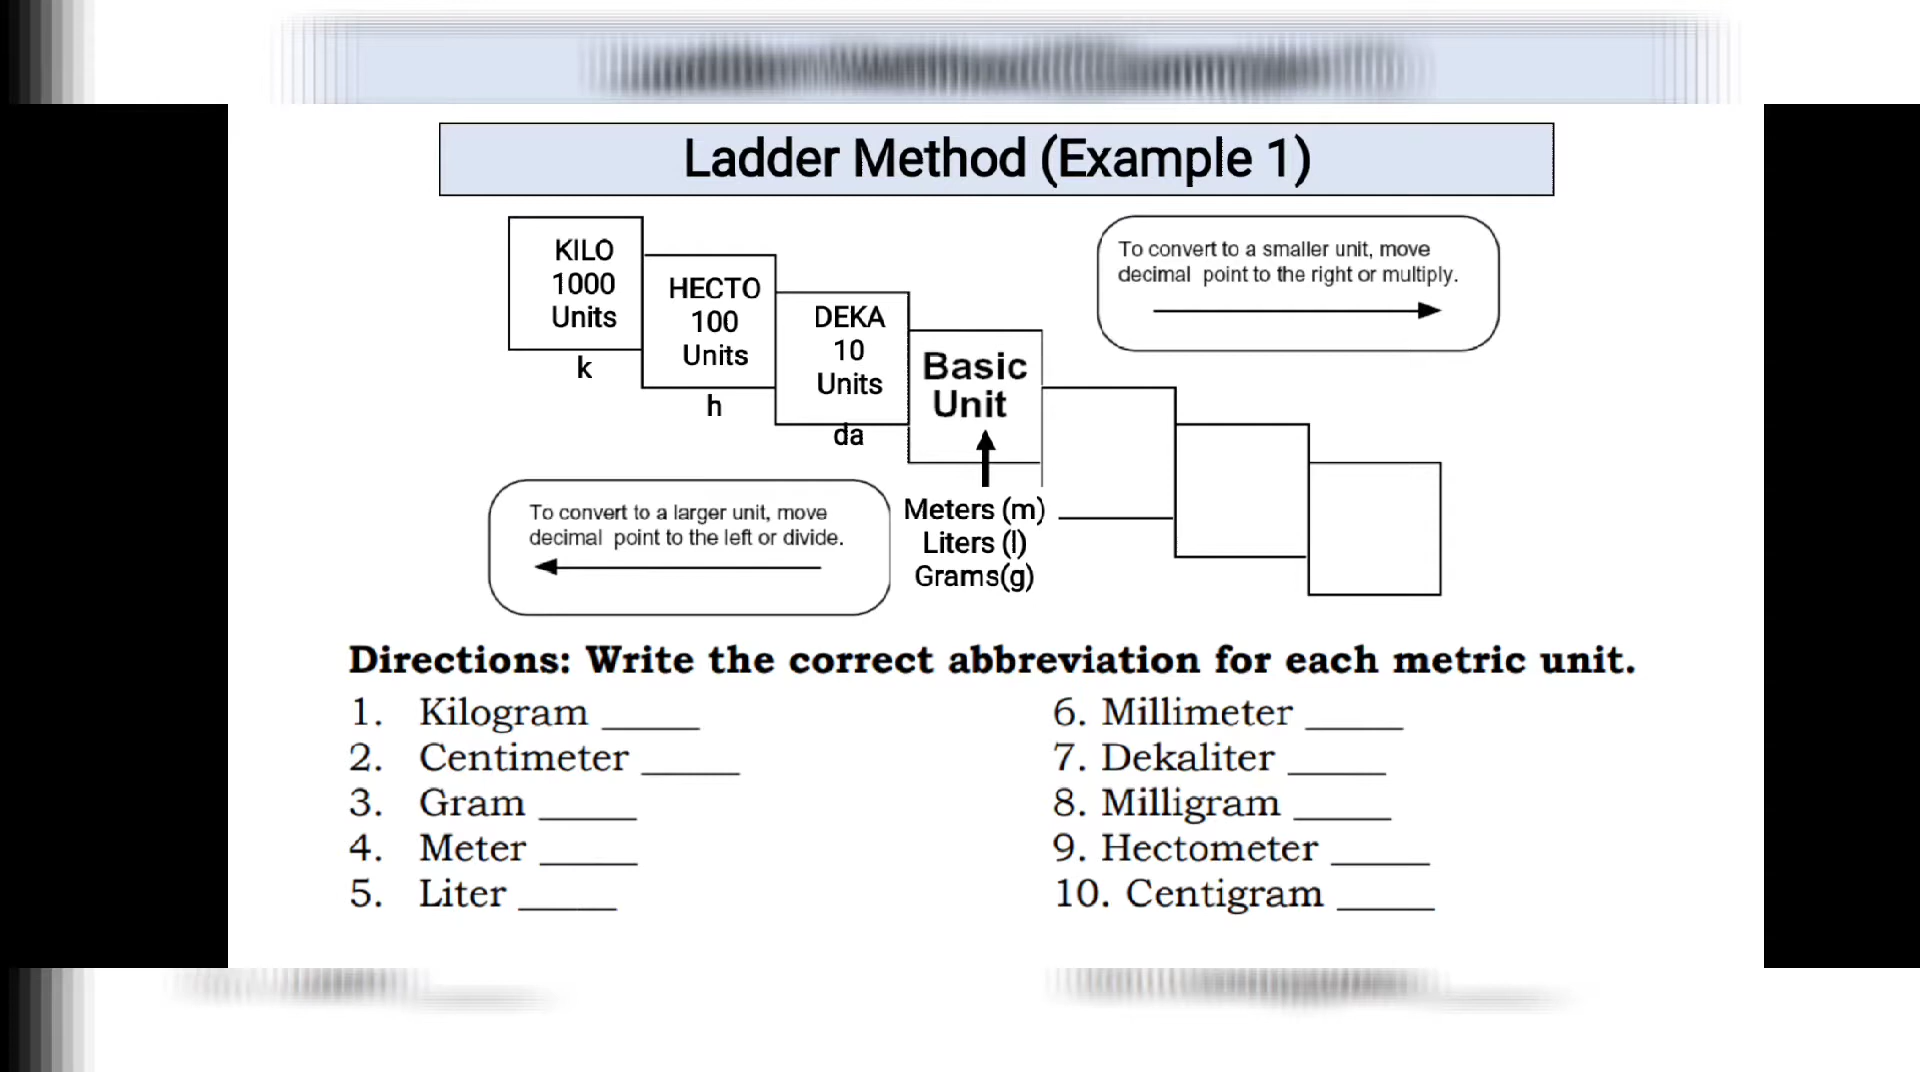 Ladder Method (Example 1)
KILO
1000
Units
k
HECTO
100
Units
h
DEKA
10
Units
da
Basic
Unit
Meters (m)
Liters (l)
Grams(g)
To convert to a smaller unit, move
decimal point to the right or multiply.
To convert to a larger unit, move
decimal point to the left or divide.
Directions: Write the correct abbreviation for each metric unit.
1. Kilogram _____
2. Centimeter _____
3. Gram _____
4. Meter _____
5. Liter _____
6. Millimeter _____
7. Dekaliter _____
8. Milligram _____
9. Hectometer _____
10. Centigram _____